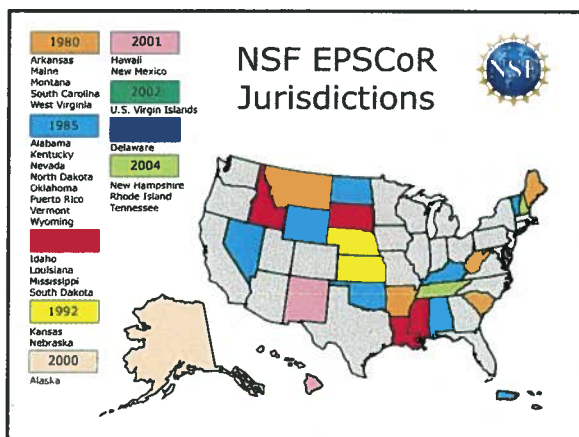 1980
Arkansas
Maine
Montana
South Carolina
West Virginia
1985
Alabama
Kentucky
Nevada
North Dakota
Oklahoma
Puerto Rico
Vermont
Wyoming
Idaho
Louisiana
Mississippi
South Dakota
1992
Kansas
Nebraska
2000
Alaska
2001
Hawaii
New Mexico
2002
U.S. Virgin Islands
Delaware
2004
New Hampshire
Rhode Island
Tennessee
NSF EPSCoR
Jurisdictions
NSF